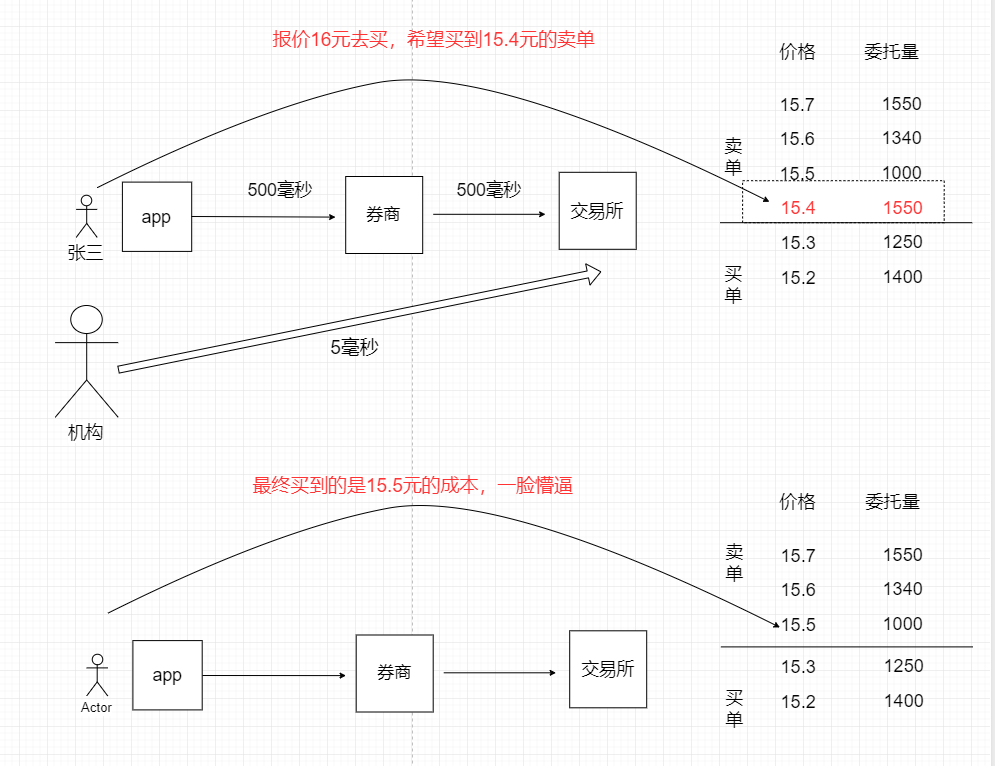 报价16元去买，希望买到15.4元的卖单
价格 委托量
15.7 1550
15.6 1340
卖单
15.5 1000
15.4 1550
15.3 1250
买单
15.2 1400
张三
app
500毫秒
券商
500毫秒
交易所
机构
5毫秒
最终买到的是15.5元的成本，一脸懵逼
价格 委托量
卖单
15.7 1550
15.6 1340
15.5 1000
15.3 1250
买单
15.2 1400
Actor
app
券商
交易所